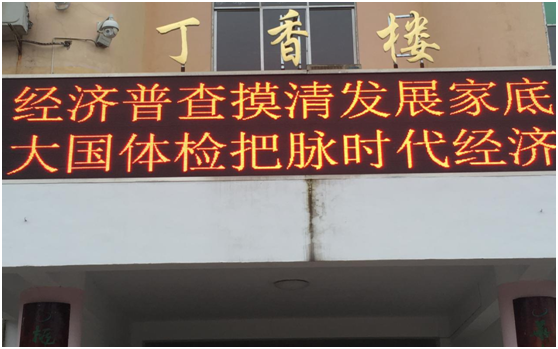 丁香楼
经济普查摸清发展家底
大国体检把脉时代经济